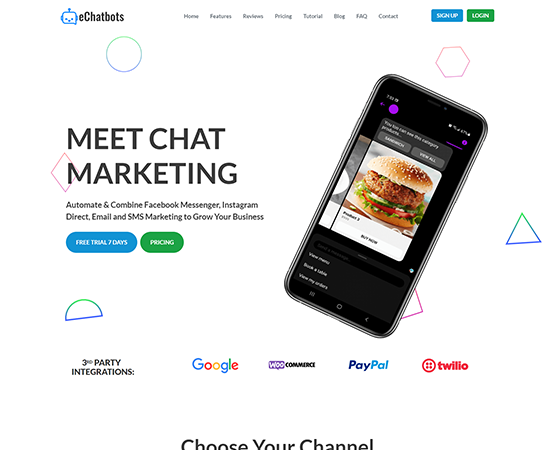 eChatbots
Home Features Reviews Pricing Tutorial Blog FAQ Contact
SIGN UP LOGIN
MEET CHAT
MARKETING
Automate & Combine Facebook Messenger, Instagram
Direct, Email and SMS Marketing to Grow Your Business
FREE TRIAL 7 DAYS PRICING
You too can see this category
products...
SANDWICH VIEW ALL
Product 3
BUY NOW
View menu
Book a table
View my orders
3RD PARTY
INTEGRATIONS:
Google
WOO COMMERCE
PayPal
twilio
Choose Your Channel